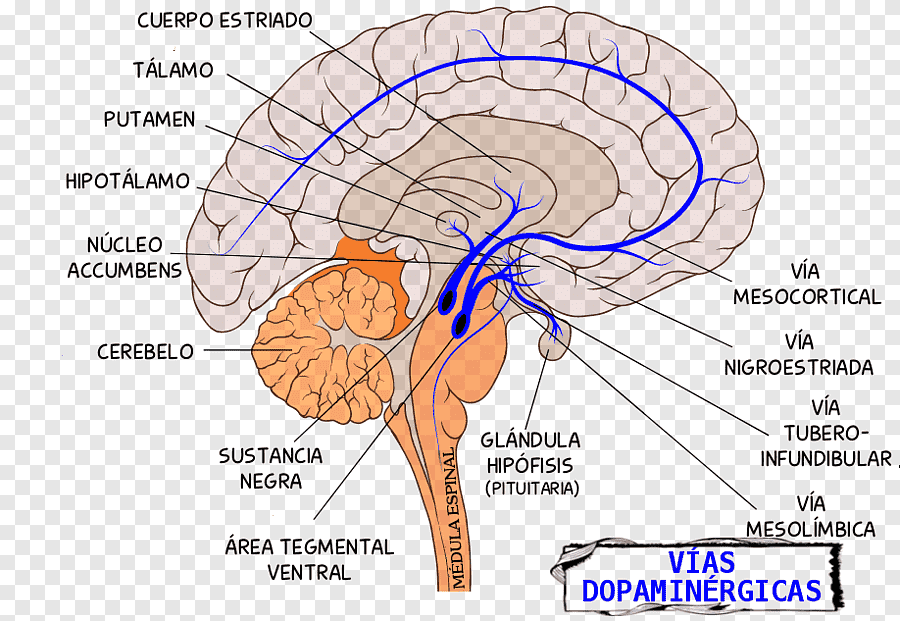 CUERPO ESTRIADO
TÁLAMO
PUTAMEN
HIPOTÁLAMO
NÚCLEO
ACCUMBENS
CEREBELO
SUSTANCIA
NEGRA
ÁREA TEGMENTAL
VENTRAL
MÉDULA ESPINAL
GLÁNDULA
HIPÓFISIS
(PITUITARIA)
VÍA
MESOCORTICAL
VÍA
NIGROESTRIADA
VÍA
TUBERO-
INFUNDIBULAR
VÍA
MESOLÍMBICA
VÍAS
DOPAMINÉRGICAS